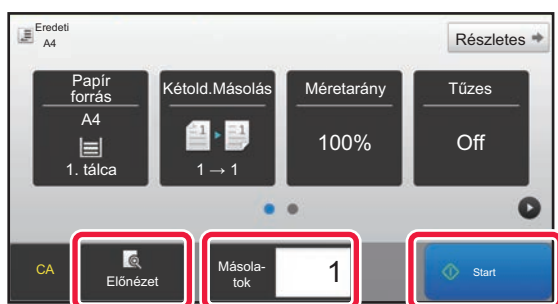 Eredeti
A4
Részletes
Papír
forrás
A4
1. tálca
Kétold.Másolás
1 → 1
Méretarány
100%
Tűzes
Off
CA
Előnézet
Másola-
tok
1
Start